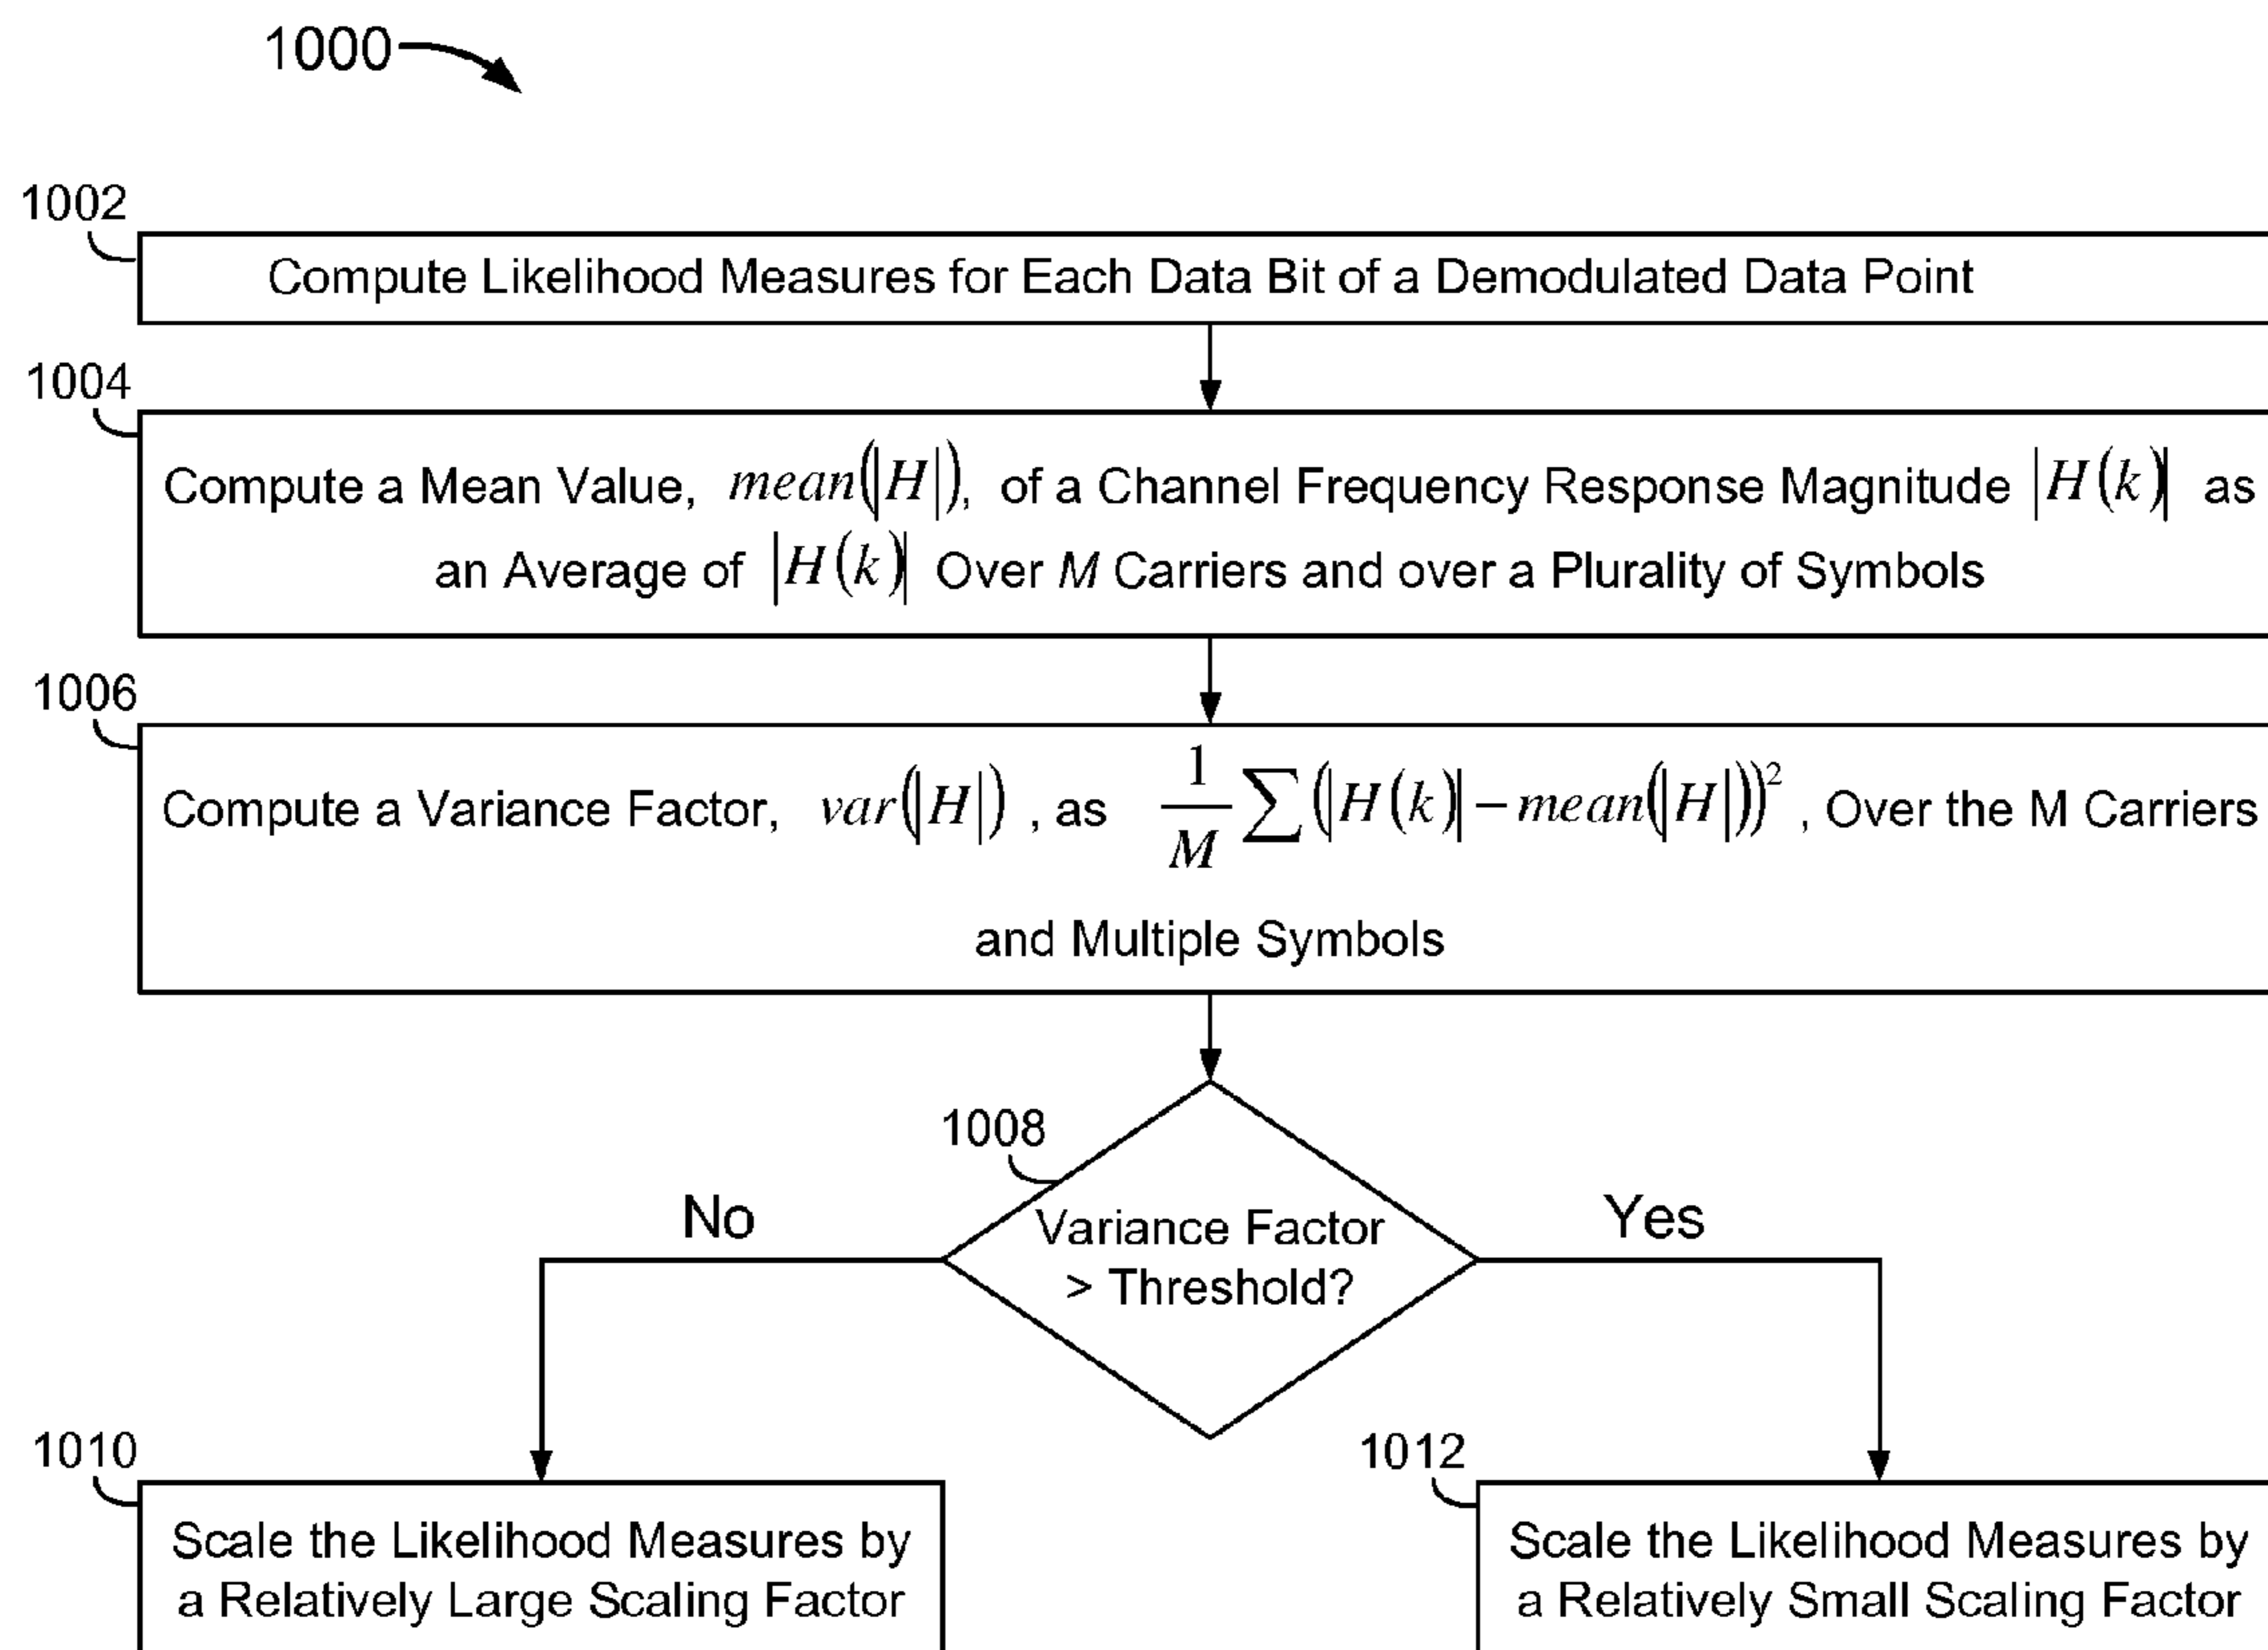 1000
1002
Compute Likelihood Measures for Each Data Bit of a Demodulated Data Point
1004
Compute a Mean Value, mean(|H|), of a Channel Frequency Response Magnitude |H(k)| as
an Average of |H(k)| Over M Carriers and over a Plurality of Symbols
1006
Compute a Variance Factor, var(|H|) , as 1/M ∑(|H(k)| − mean(|H|))² , Over the M Carriers
and Multiple Symbols
1008
No
Variance Factor
> Threshold?
Yes
1010
Scale the Likelihood Measures by
a Relatively Large Scaling Factor
1012
Scale the Likelihood Measures by
a Relatively Small Scaling Factor